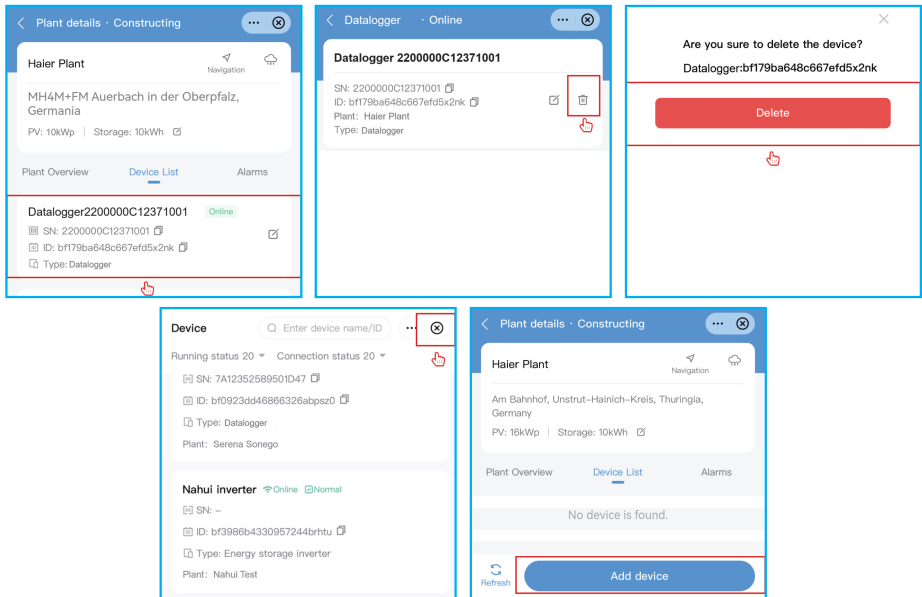 Plant details · Constructing
Haier Plant
Navigation
MH4M+FM Auerbach in der Oberpfalz,
Germania
PV: 10kWp | Storage: 10kWh
Plant Overview Device List Alarms
Datalogger2200000C12371001 Online
SN: 2200000C12371001
ID: bf179ba648c667efd5x2nk
Type: Datalogger
Datalogger · Online
Datalogger 2200000C12371001
SN: 2200000C12371001
ID: bf179ba648c667efd5x2nk
Plant: Haier Plant
Type: Datalogger
Are you sure to delete the device?
Datalogger:bf179ba648c667efd5x2nk
Delete
Device Enter device name/ID
Running status 20 Connection status 20
SN: 7A12352589501D47
ID: bf0923dd46866326abpsz0
Type: Datalogger
Plant: Serena Sonego
Nahui inverter Online Normal
SN: –
ID: bf3986b4330957244brhtu
Type: Energy storage inverter
Plant: Nahui Test
Plant details · Constructing
Haier Plant
Navigation
Am Bahnhof, Unstrut-Hainich-Kreis, Thuringia,
Germany
PV: 16kWp | Storage: 10kWh
Plant Overview Device List Alarms
No device is found.
Refresh Add device